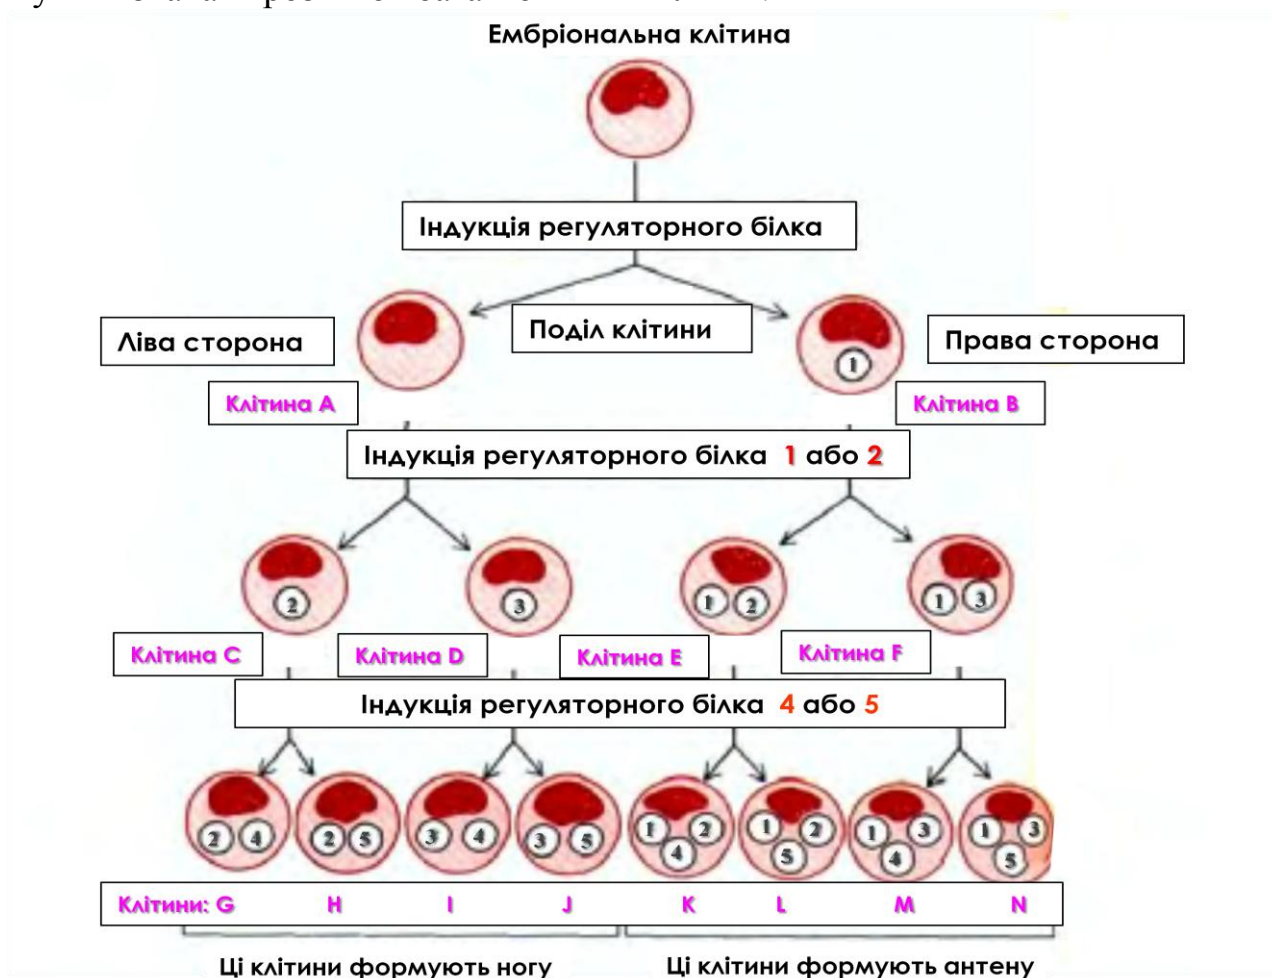 Ембріональна клітина
Індукція регуляторного білка
Ліва сторона
Поділ клітини
1
Права сторона
Клітина A
Клітина B
Індукція регуляторного білка 1 або 2
2
3
1 2
1 3
Клітина C
Клітина D
Клітина E
Клітина F
Індукція регуляторного білка 4 або 5
2 4
2 5
3 4
3 5
1 2 4
1 2 5
1 3 4
1 3 5
Клітини: G H I J K L M N
Ці клітини формують ногу
Ці клітини формують антену